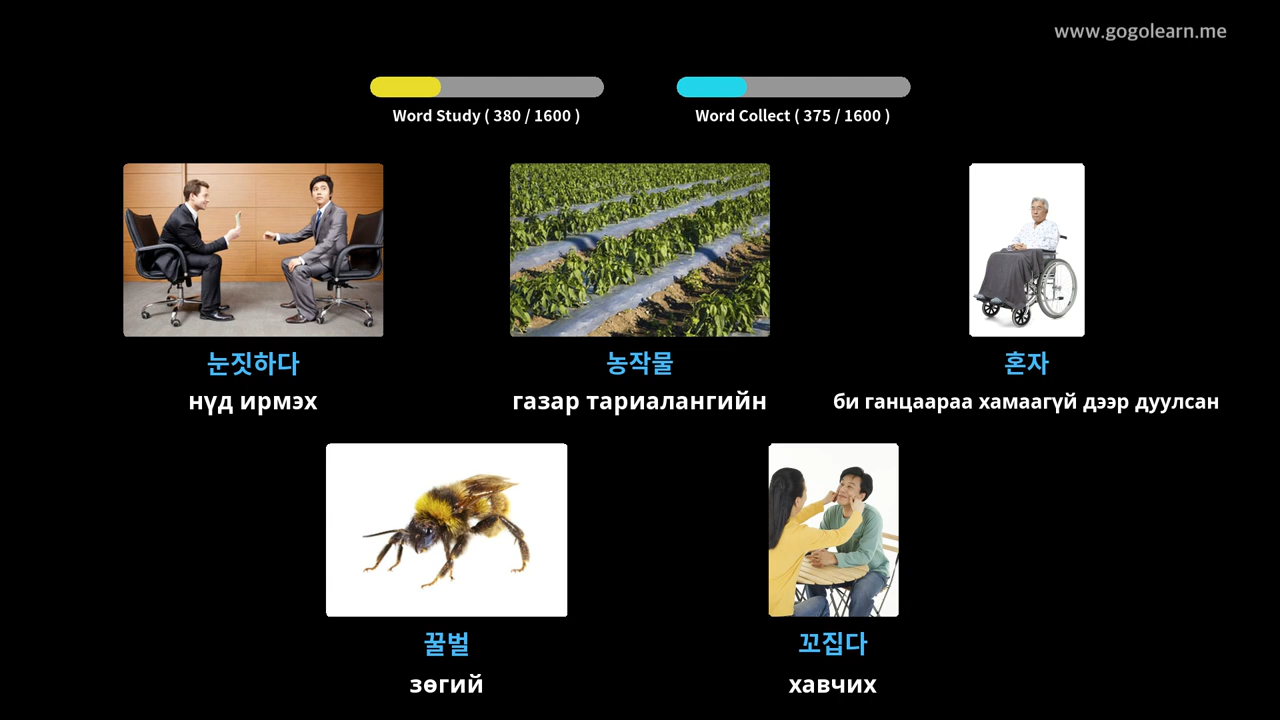 www.gogolearn.me
Word Study ( 380 / 1600 )
Word Collect ( 375 / 1600 )
눈짓하다
нүд ирмэх
농작물
газар тариалангийн
혼자
би ганцаараа хамаагүй дээр дуулсан
꿀벌
зөгий
꼬집다
хавчих